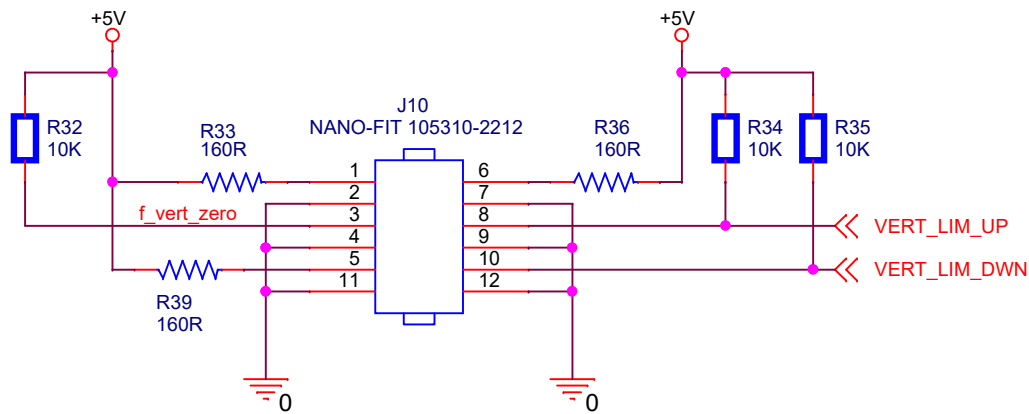 +5V
+5V
J10
NANO-FIT 105310-2212
R32
10K
R33
160R
R36
160R
R34
10K
R35
10K
1
6
2
7
f_vert_zero
3
8
VERT_LIM_UP
4
9
5
10
VERT_LIM_DWN
11
12
R39
160R
0
0